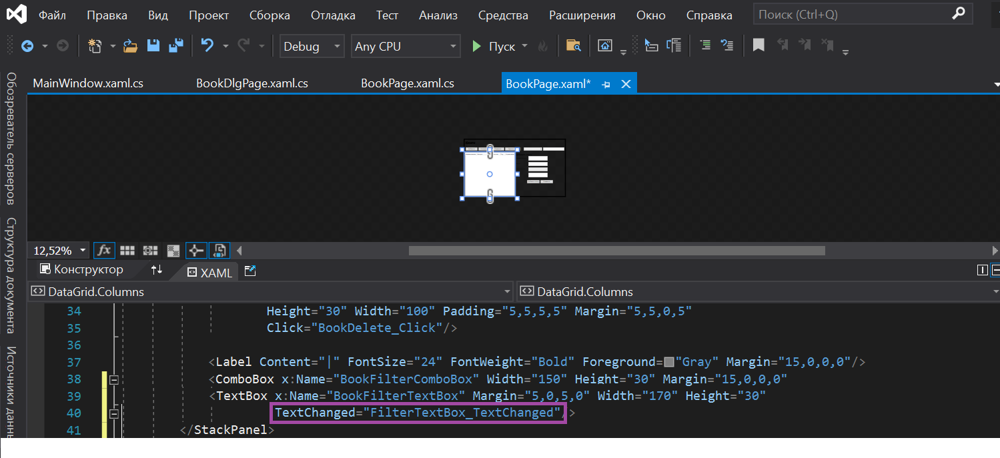 Файл Правка Вид Проект Сборка Отладка Тест Анализ Средства Расширения Окно Справка Поиск (Ctrl+Q)
Debug Any CPU Пуск
MainWindow.xaml.cs BookDlgPage.xaml.cs BookPage.xaml.cs BookPage.xaml*
Обозреватель серверов
Структура документа
Источники данны
12,52% fx
Конструктор XAML
DataGrid.Columns DataGrid.Columns
34 Height="30" Width="100" Padding="5,5,5,5" Margin="5,5,0,5"
35 Click="BookDelete_Click"/>
36
37 <Label Content="|" FontSize="24" FontWeight="Bold" Foreground="Gray" Margin="15,0,0,0"/>
38 <ComboBox x:Name="BookFilterComboBox" Width="150" Height="30" Margin="15,0,0,0"
39 <TextBox x:Name="BookFilterTextBox" Margin="5,0,5,0" Width="170" Height="30"
40 TextChanged="FilterTextBox_TextChanged"/>
41 </StackPanel>